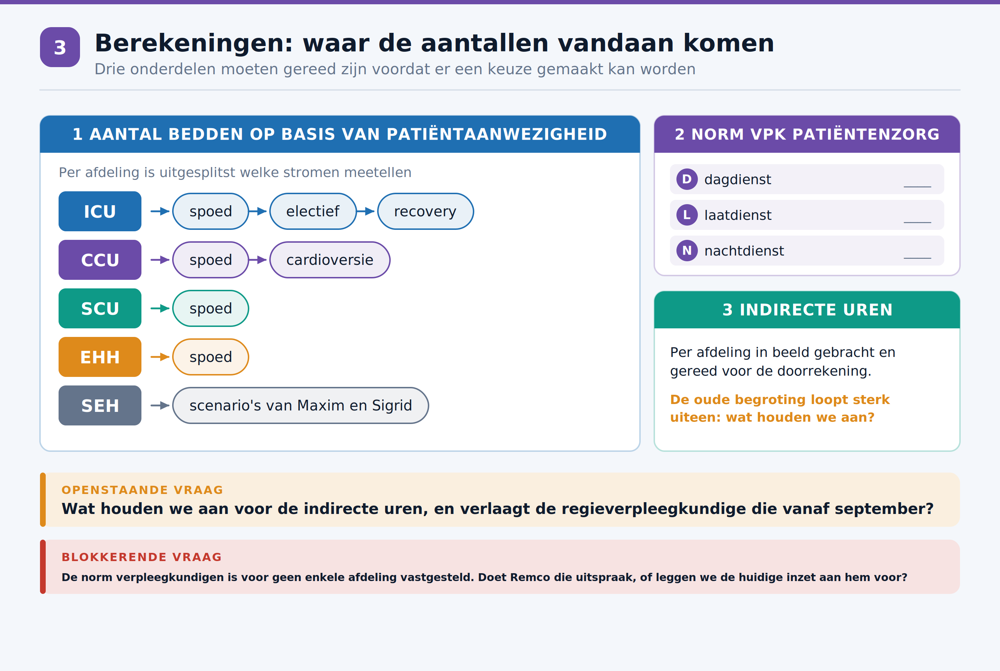 3
Berekeningen: waar de aantallen vandaan komen
Drie onderdelen moeten gereed zijn voordat er een keuze gemaakt kan worden
1 AANTAL BEDDEN OP BASIS VAN PATIËNTAANWEZIGHEID
Per afdeling is uitgesplitst welke stromen meetellen
ICU spoed electief recovery
CCU spoed cardioversie
SCU spoed
EHH spoed
SEH scenario's van Maxim en Sigrid
2 NORM VPK PATIËNTENZORG
D dagdienst ____
L laatdienst ____
N nachtdienst ____
3 INDIRECTE UREN
Per afdeling in beeld gebracht en
gereed voor de doorrekening.
De oude begroting loopt sterk
uiteen: wat houden we aan?
OPENSTAANDE VRAAG
Wat houden we aan voor de indirecte uren, en verlaagt de regieverpleegkundige die vanaf september?
BLOKKERENDE VRAAG
De norm verpleegkundigen is voor geen enkele afdeling vastgesteld. Doet Remco die uitspraak, of leggen we de huidige inzet aan hem voor?